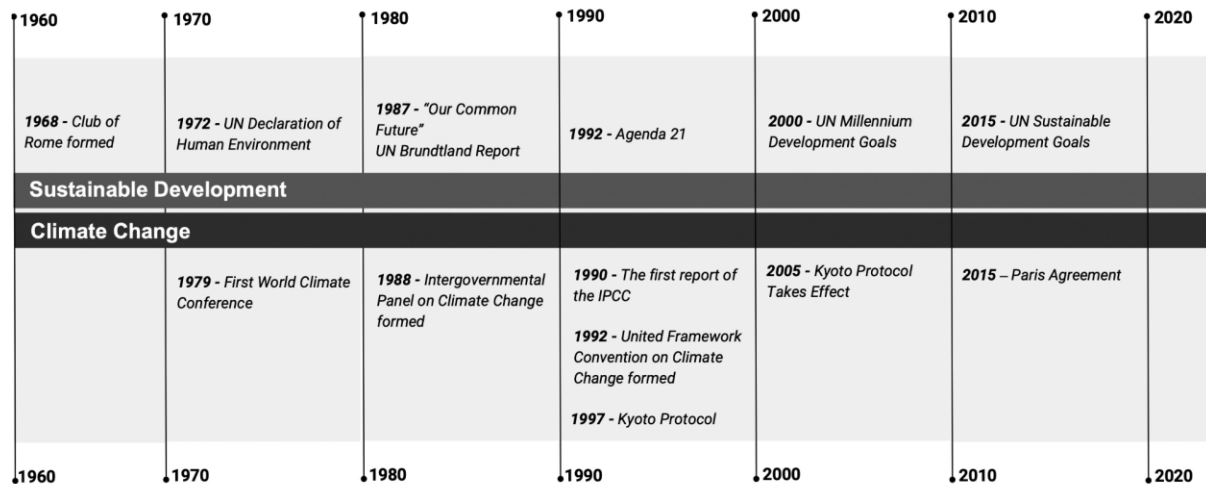 1960
1970
1980
1990
2000
2010
2020
1968 - Club of
Rome formed
1972 - UN Declaration of
Human Environment
1987 - “Our Common
Future”
UN Brundtland Report
1992 - Agenda 21
2000 - UN Millennium
Development Goals
2015 - UN Sustainable
Development Goals
Sustainable Development
Climate Change
1979 - First World Climate
Conference
1988 - Intergovernmental
Panel on Climate Change
formed
1990 - The first report of
the IPCC
1992 - United Framework
Convention on Climate
Change formed
1997 - Kyoto Protocol
2005 - Kyoto Protocol
Takes Effect
2015 – Paris Agreement
1960
1970
1980
1990
2000
2010
2020